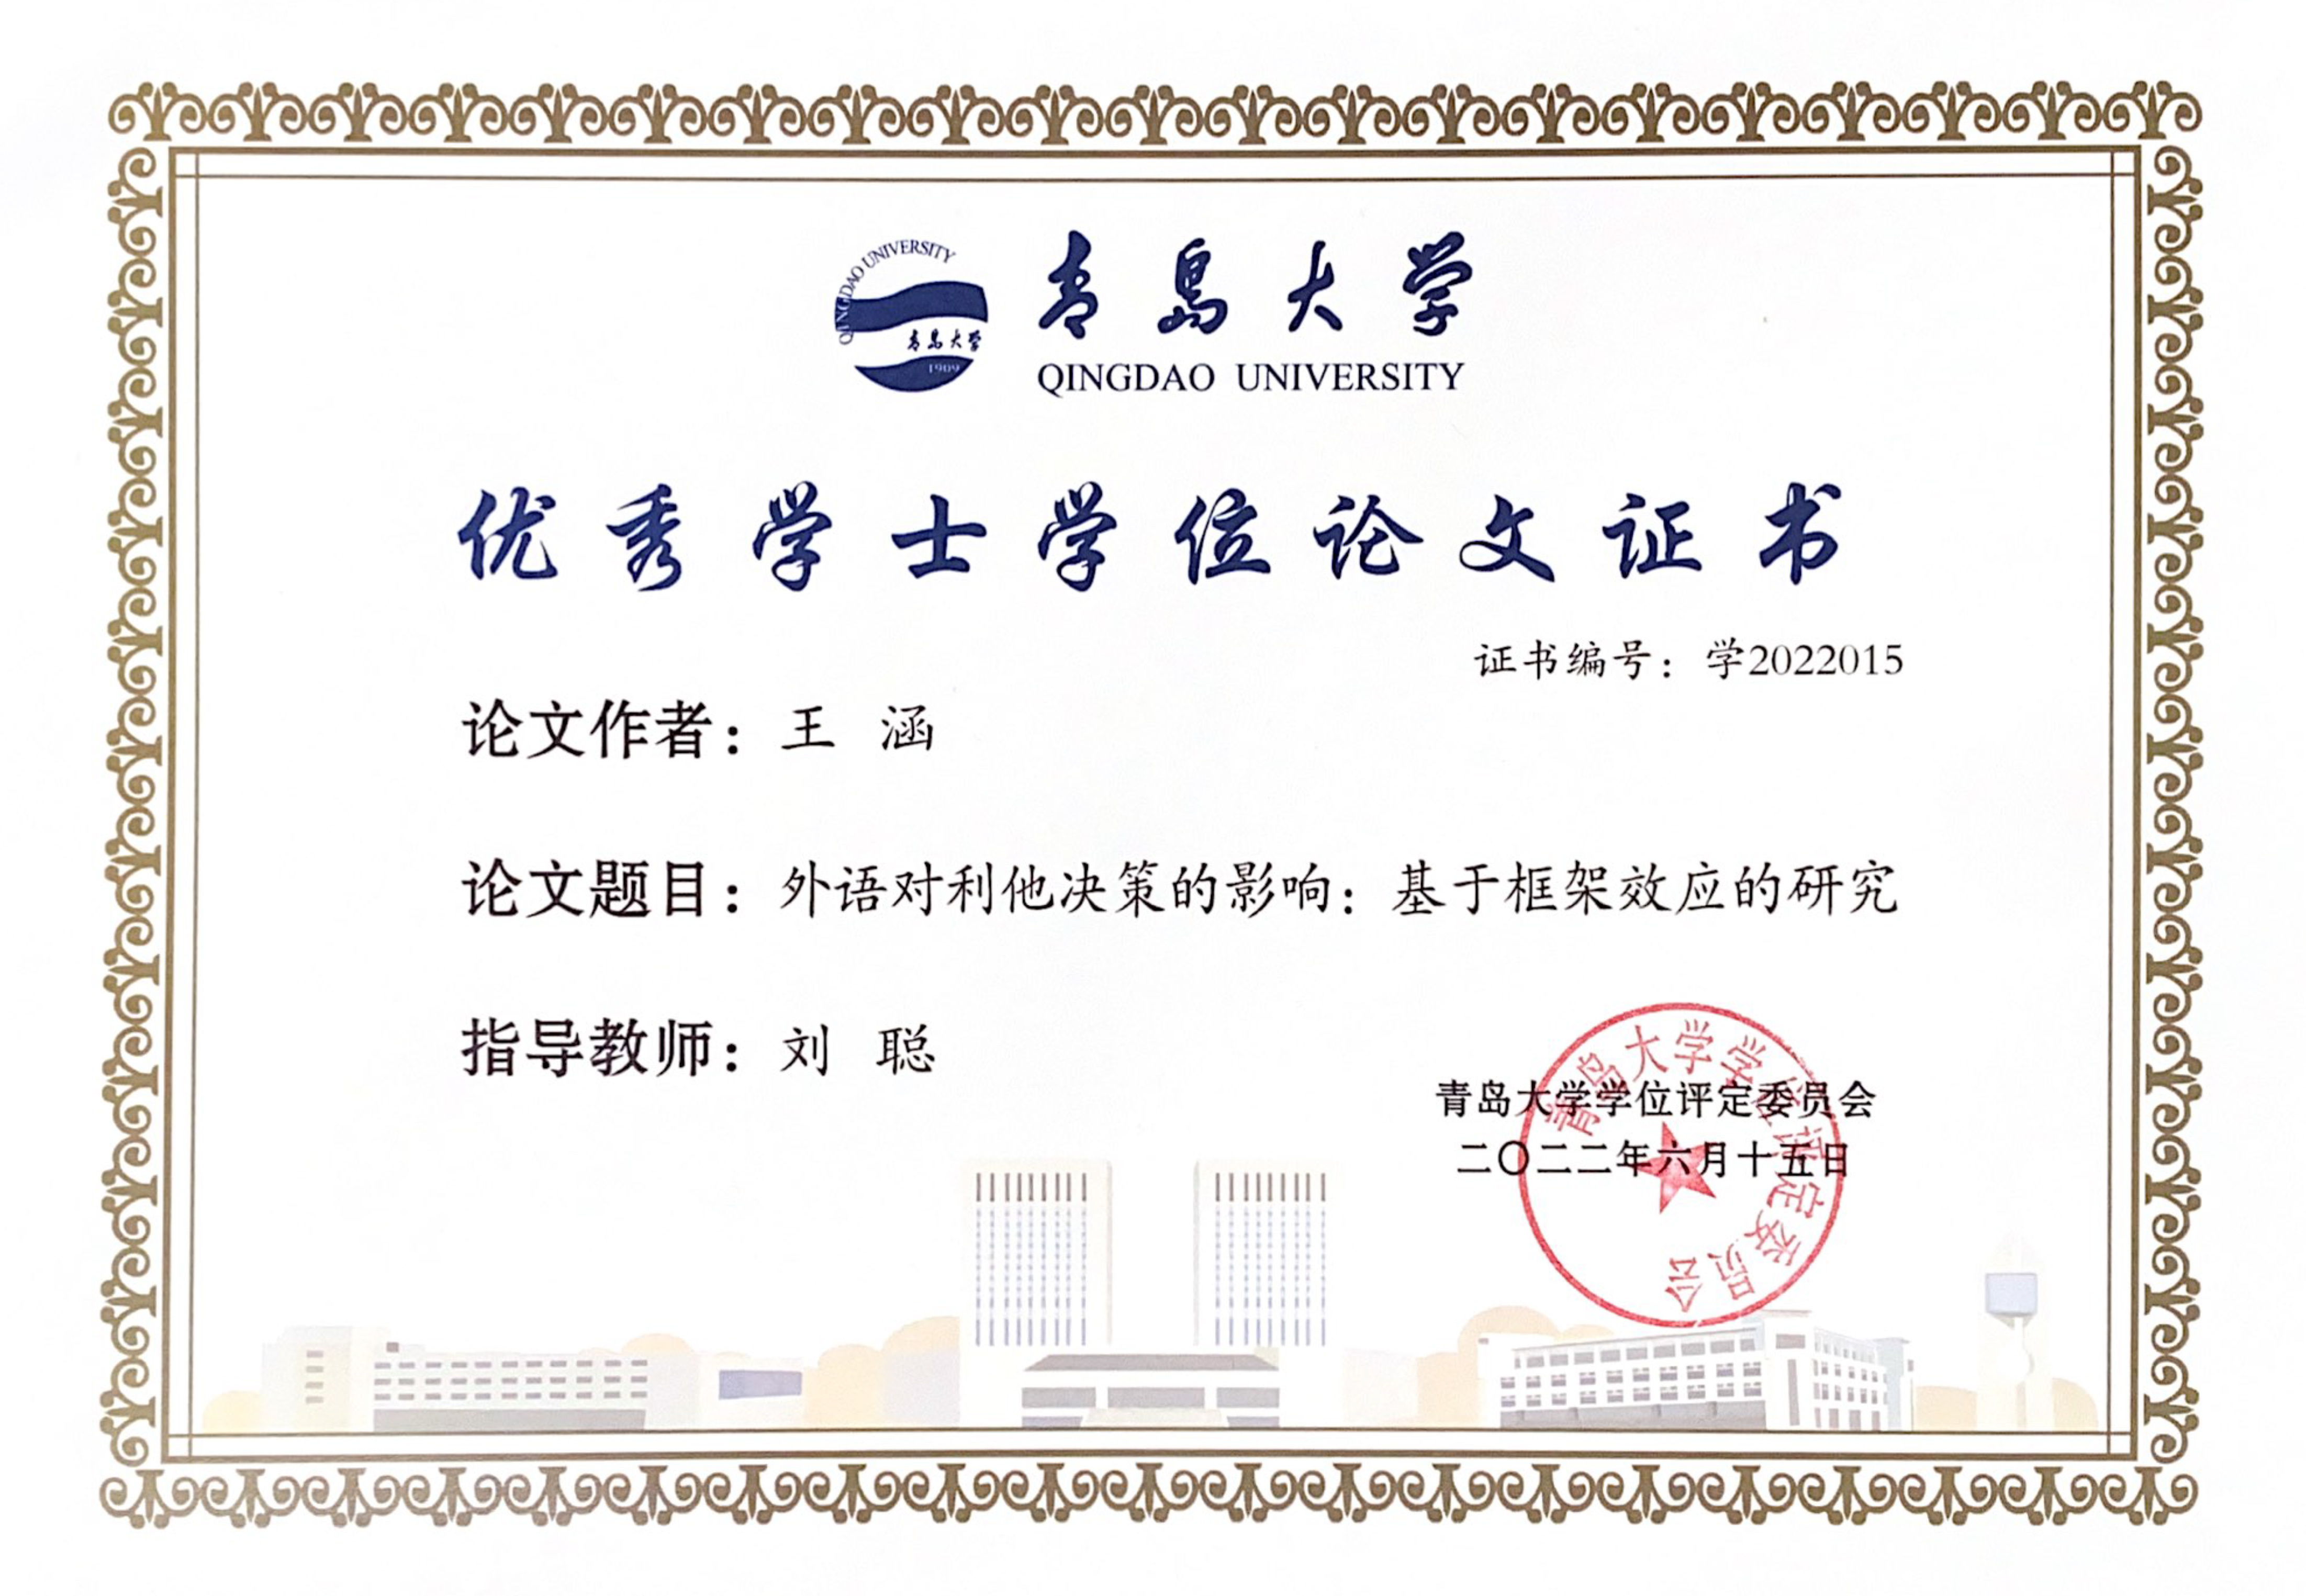 QINGDAO UNIVERSITY
青岛大学
1909
青岛大学
QINGDAO UNIVERSITY
优秀学士学位论文证书
证书编号：学2022015
论文作者：王 涵
论文题目：外语对利他决策的影响：基于框架效应的研究
指导教师：刘 聪
青岛大学学位评定委员会
二〇二二年六月十五日
青岛大学学位评定委员会